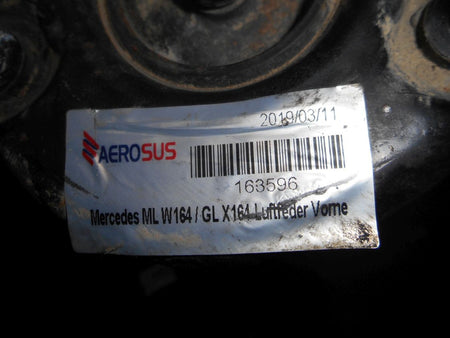 2019/03/11
AEROSUS
163596
Mercedes ML W164 / GL X164 Luftfeder Vorne